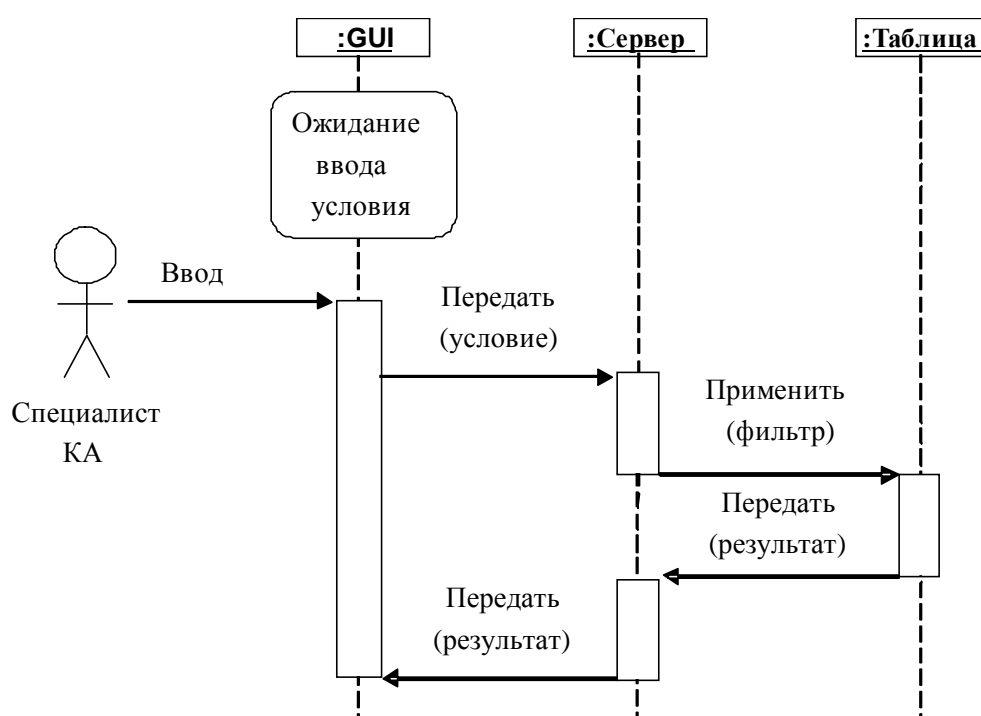 :GUI
:Сервер
:Таблица
Ожидание
ввода
условия
Ввод
Передать
(условие)
Применить
(фильтр)
Специалист
КА
Передать
(результат)
Передать
(результат)